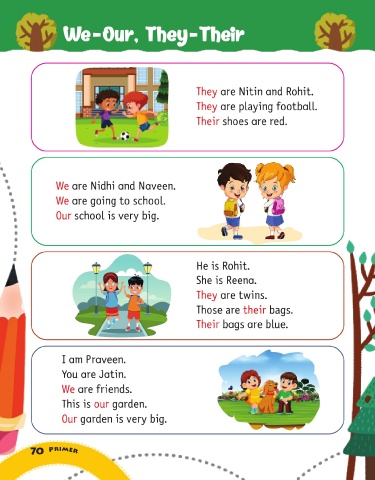 We-Our, They-Their
They are Nitin and Rohit.
They are playing football.
Their shoes are red.
We are Nidhi and Naveen.
We are going to school.
Our school is very big.
He is Rohit.
She is Reena.
They are twins.
Those are their bags.
Their bags are blue.
I am Praveen.
You are Jatin.
We are friends.
This is our garden.
Our garden is very big.
70 PRIMER